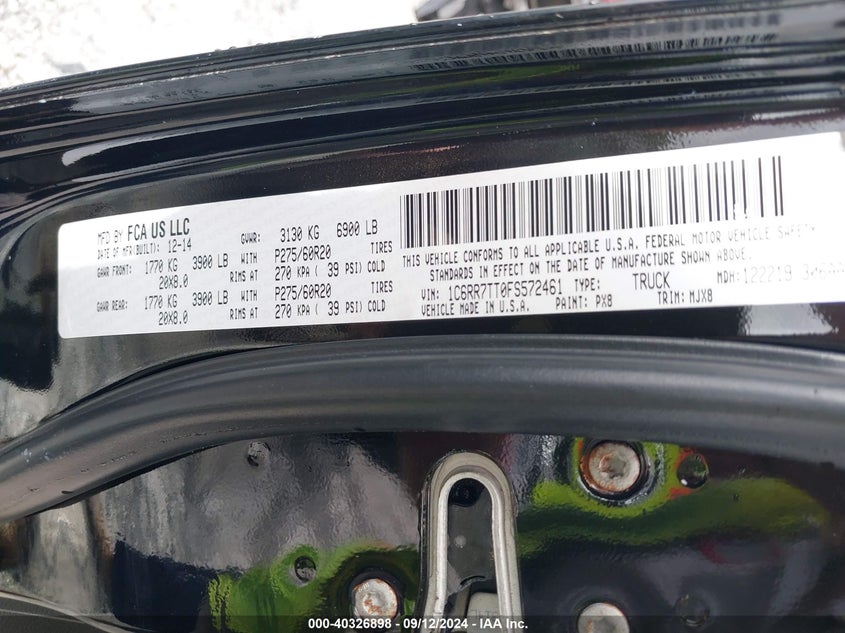 MFD BY FCA US LLC
DATE OF MFR(BUILT): 12-14 GVWR: 3130 KG 6900 LB
GAWR FRONT: 1770 KG 3900 LB WITH P275/60R20 TIRES
20X8.0 RIMS AT 270 KPA( 39 PSI) COLD
GAWR REAR: 1770 KG 3900 LB WITH P275/60R20 TIRES
20X8.0 RIMS AT 270 KPA( 39 PSI) COLD
THIS VEHICLE CONFORMS TO ALL APPLICABLE U.S.A. FEDERAL MOTOR VEHICLE SAFETY
STANDARDS IN EFFECT ON THE DATE OF MANUFACTURE SHOWN ABOVE.
VIN: 1C6RR7TT0FS572461 TYPE: TRUCK MDH: 122219
VEHICLE MADE IN U.S.A. PAINT: PX8 TRIM: MJX8
000-40326898 - 09/12/2024 - IAA Inc.